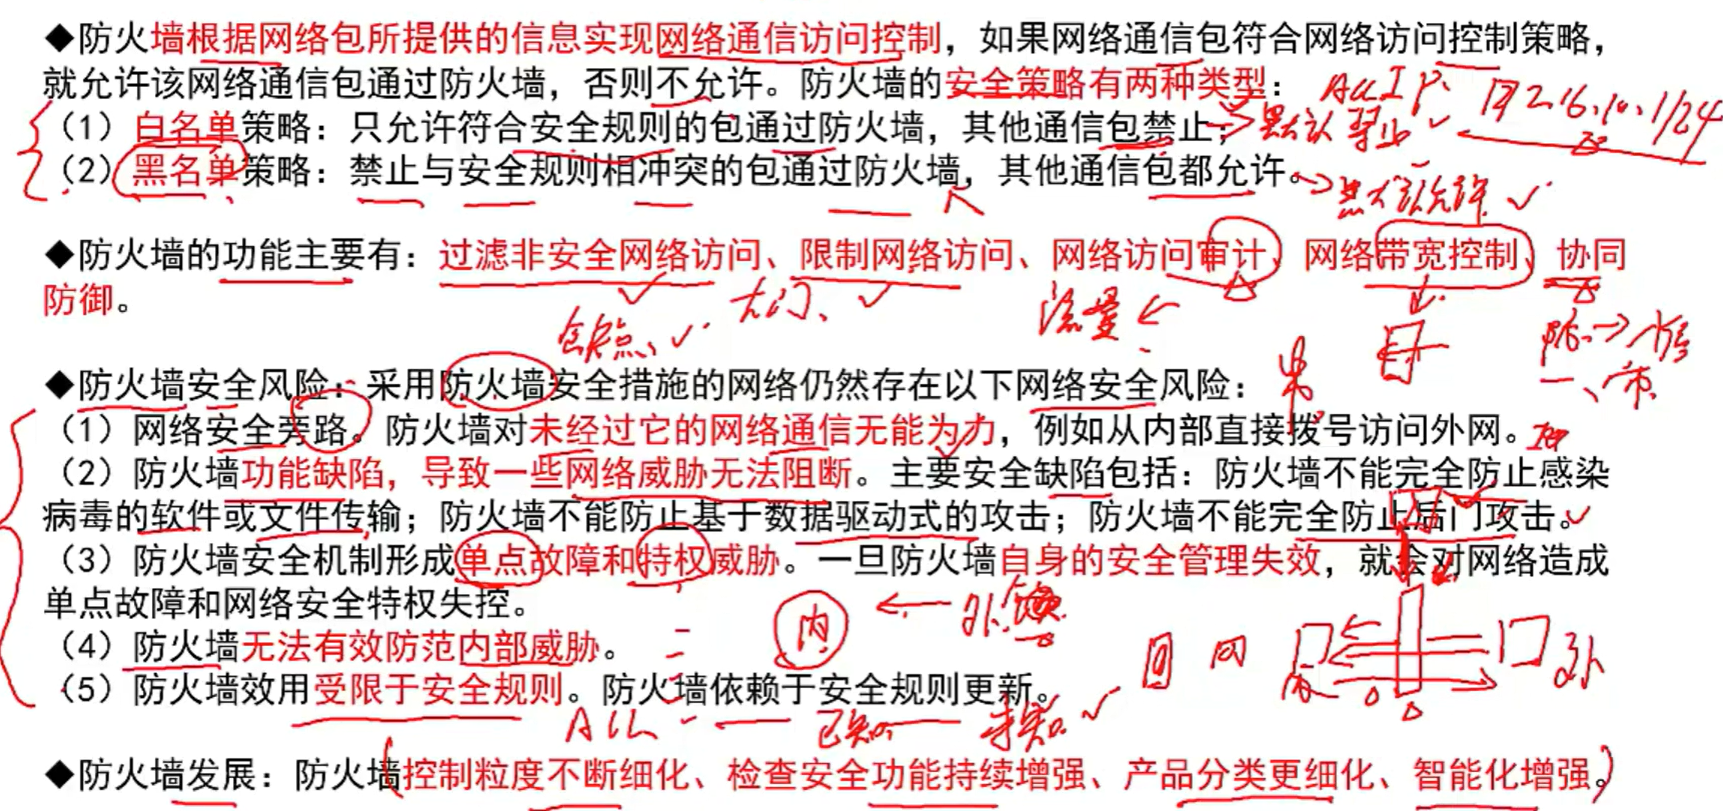 ◆防火墙根据网络包所提供的信息实现网络通信访问控制，如果网络通信包符合网络访问控制策略，
就允许该网络通信包通过防火墙，否则不允许。防火墙的安全策略有两种类型：
（1）白名单策略：只允许符合安全规则的包通过防火墙，其他通信包禁止；
默认禁止
（2）黑名单策略：禁止与安全规则相冲突的包通过防火墙，其他通信包都允许。
默认允许
◆防火墙的功能主要有：过滤非安全网络访问、限制网络访问、网络访问审计、网络带宽控制、协同
防御。
大门、
流量
◆防火墙安全风险：采用防火墙安全措施的网络仍然存在以下网络安全风险：
（1）网络安全旁路。防火墙对未经过它的网络通信无能为力，例如从内部直接拨号访问外网。
（2）防火墙功能缺陷，导致一些网络威胁无法阻断。主要安全缺陷包括：防火墙不能完全防止感染
病毒的软件或文件传输；防火墙不能防止基于数据驱动式的攻击；防火墙不能完全防止后门攻击。
（3）防火墙安全机制形成单点故障和特权威胁。一旦防火墙自身的安全管理失效，就会对网络造成
单点故障和网络安全特权失控。
内
（4）防火墙无法有效防范内部威胁。
外
（5）防火墙效用受限于安全规则。防火墙依赖于安全规则更新。
ACL 已知 未知
◆防火墙发展：防火墙控制粒度不断细化、检查安全功能持续增强、产品分类更细化、智能化增强。